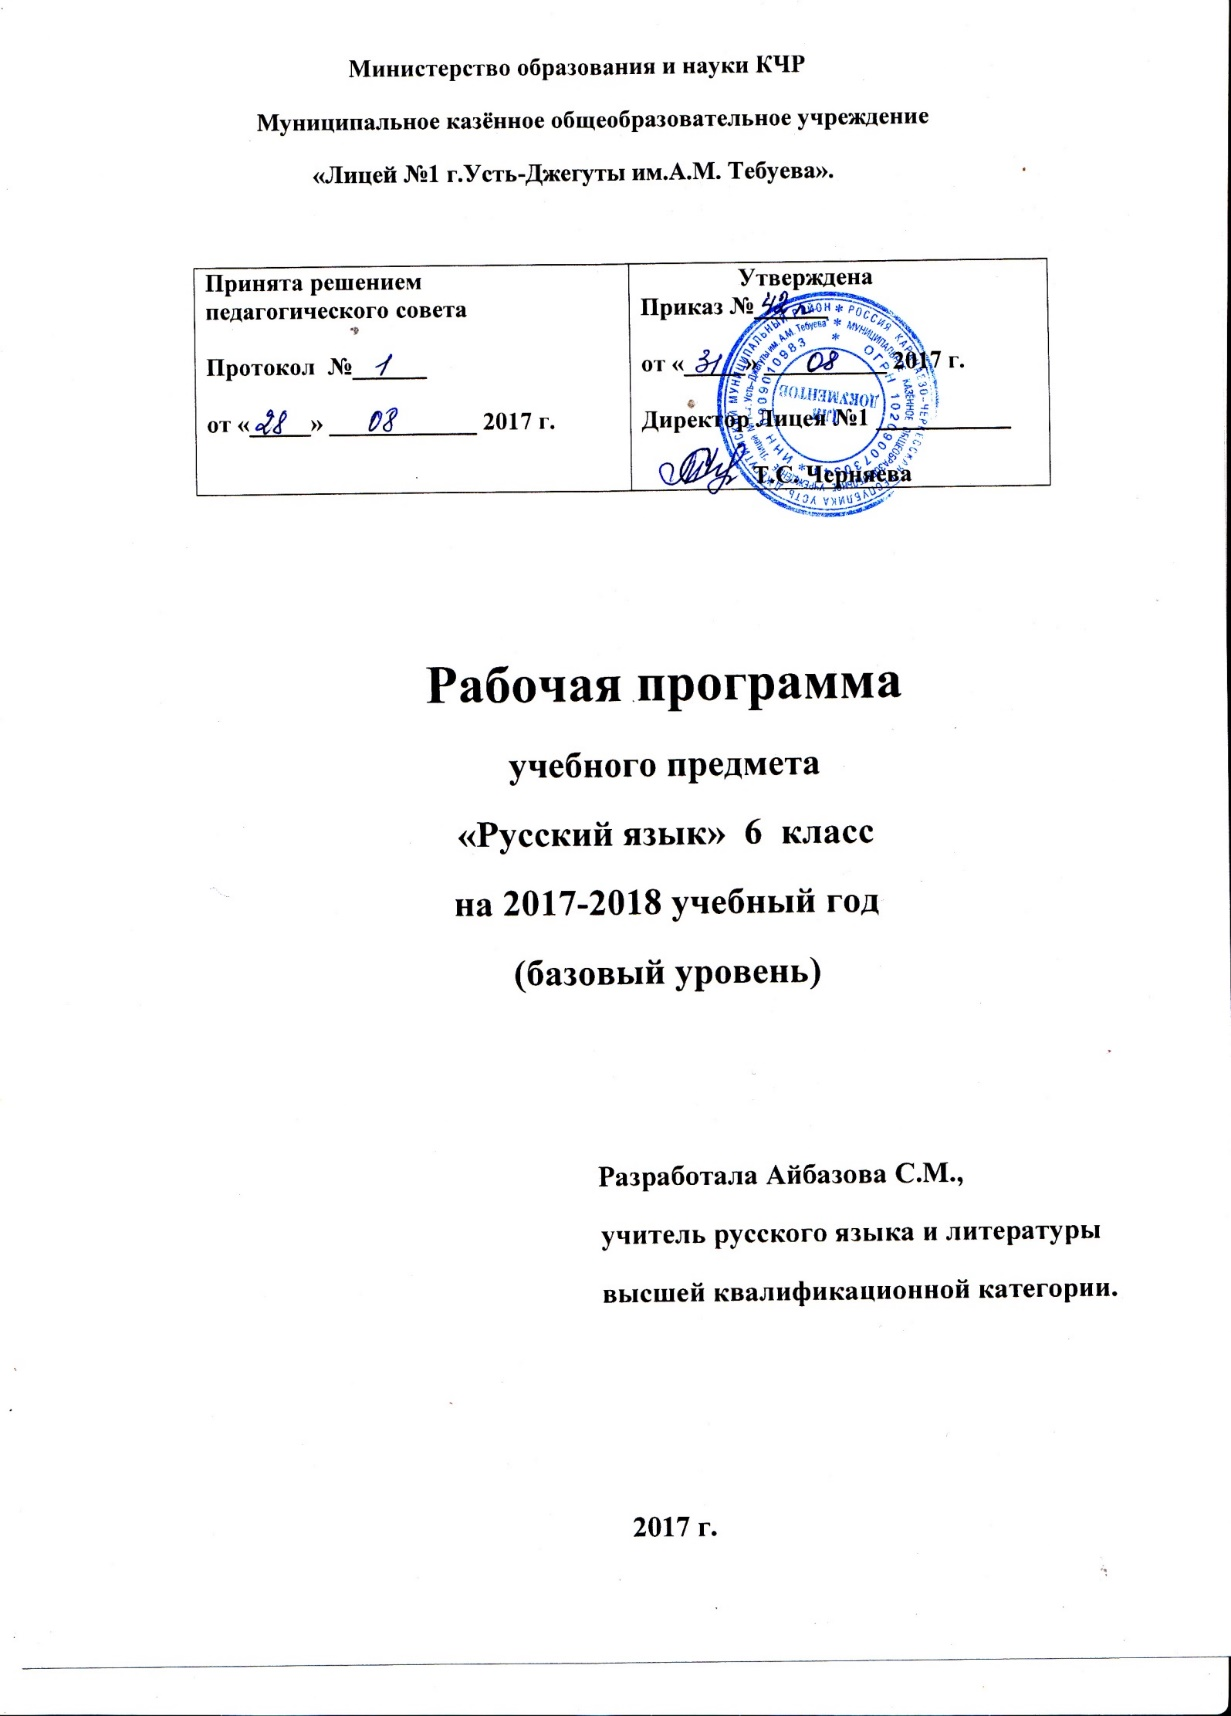 Министерство образования и науки КЧР
Муниципальное казённое общеобразовательное учреждение
«Лицей №1 г.Усть-Джегуты им.А.М. Тебуева».
Принята решением
педагогического совета
Протокол №1
от «28» 08 2017 г.
Утверждена
Приказ № 42
от «31» 08 2017 г.
Директор Лицея №1
Т.С. Черняева
ДЛЯ
ДОКУМЕНТОВ
Рабочая программа
учебного предмета
«Русский язык» 6 класс
на 2017-2018 учебный год
(базовый уровень)
Разработала Айбазова С.М.,
учитель русского языка и литературы
высшей квалификационной категории.
2017 г.